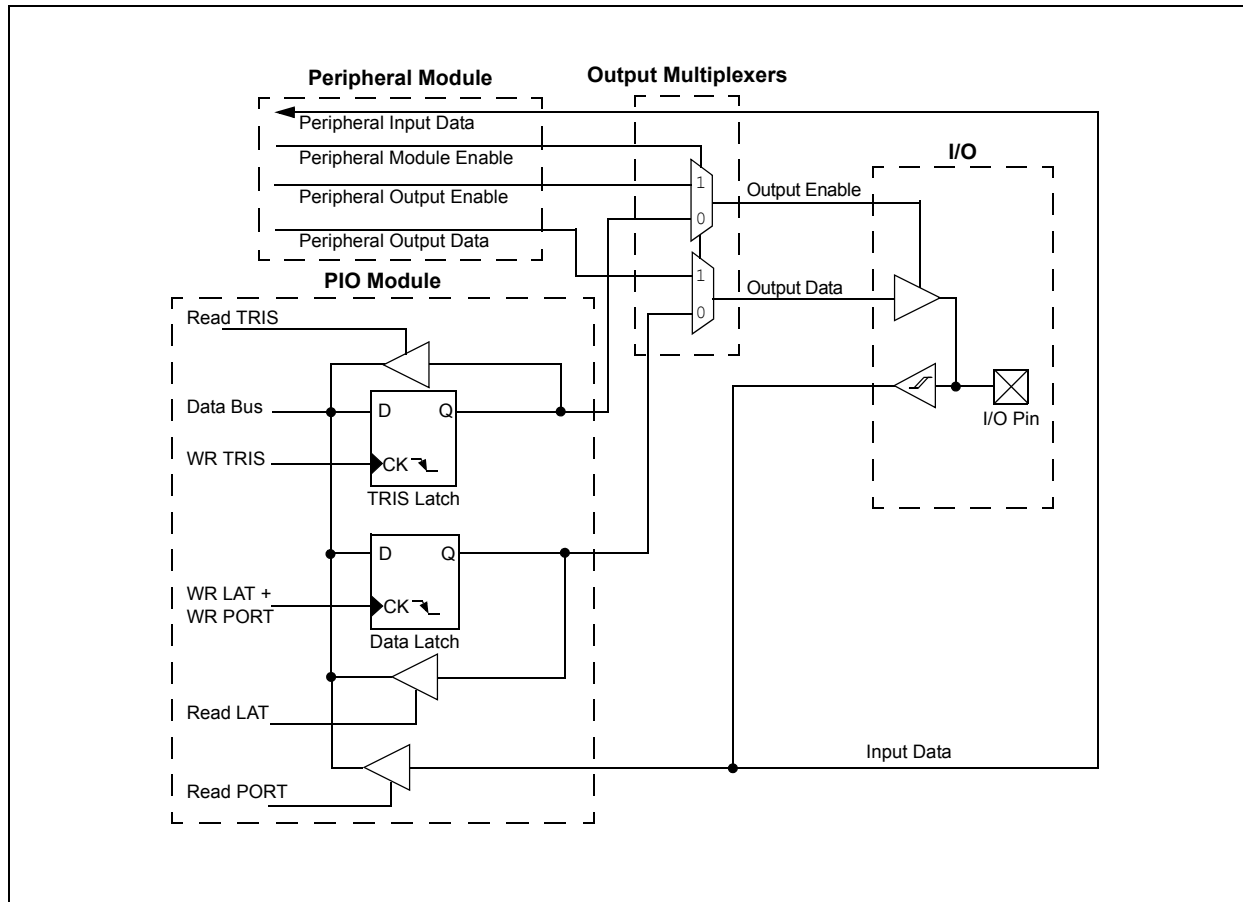 Peripheral Module
Output Multiplexers
Peripheral Input Data
Peripheral Module Enable
I/O
Peripheral Output Enable
1
Output Enable
0
Peripheral Output Data
PIO Module
1
Output Data
0
Read TRIS
Data Bus
D
Q
I/O Pin
WR TRIS
CK
TRIS Latch
D
Q
WR LAT +
WR PORT
CK
Data Latch
Read LAT
Input Data
Read PORT